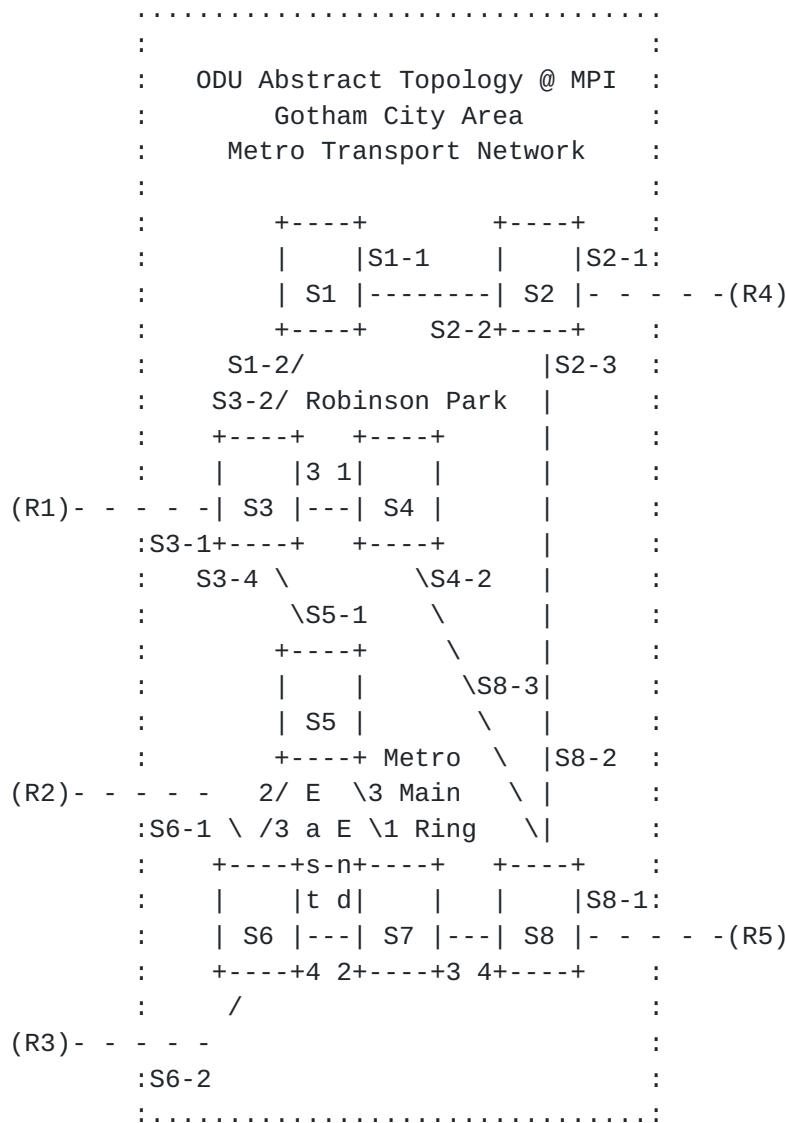 ..................................
        :                                 :
        :   ODU Abstract Topology @ MPI  :
        :        Gotham City Area        :
        :     Metro Transport Network    :
        :                                :
        :        +----+        +----+    :
        :        |    |S1-1    |    |S2-1:
        :        | S1 |--------| S2 |- - - - -(R4)
        :        +----+    S2-2+----+    :
        :     S1-2/               |S2-3  :
        :    S3-2/ Robinson Park  |      :
        :    +----+   +----+      |      :
        :    |    |3 1|    |      |      :
(R1)- - - - -| S3 |---| S4 |      |      :
        :S3-1+----+   +----+      |      :
        :   S3-4 \        \S4-2   |      :
        :         \S5-1    \      |      :
        :        +----+     \     |      :
        :        |    |      \S8-3|      :
        :        | S5 |       \   |      :
        :        +----+ Metro  \  |S8-2  :
(R2)- - - - -   2/ E  \3 Main   \ |      :
        :S6-1 \ /3 a E \1 Ring   \|      :
        :    +----+s-n+----+   +----+    :
        :    |    |t d|    |   |    |S8-1:
        :    | S6 |---| S7 |---| S8 |- - - - -(R5)
        :    +----+4 2+----+3 4+----+    :
        :     /                          :
(R3)- - - - -                            :
        :S6-2                            :
        :................................: